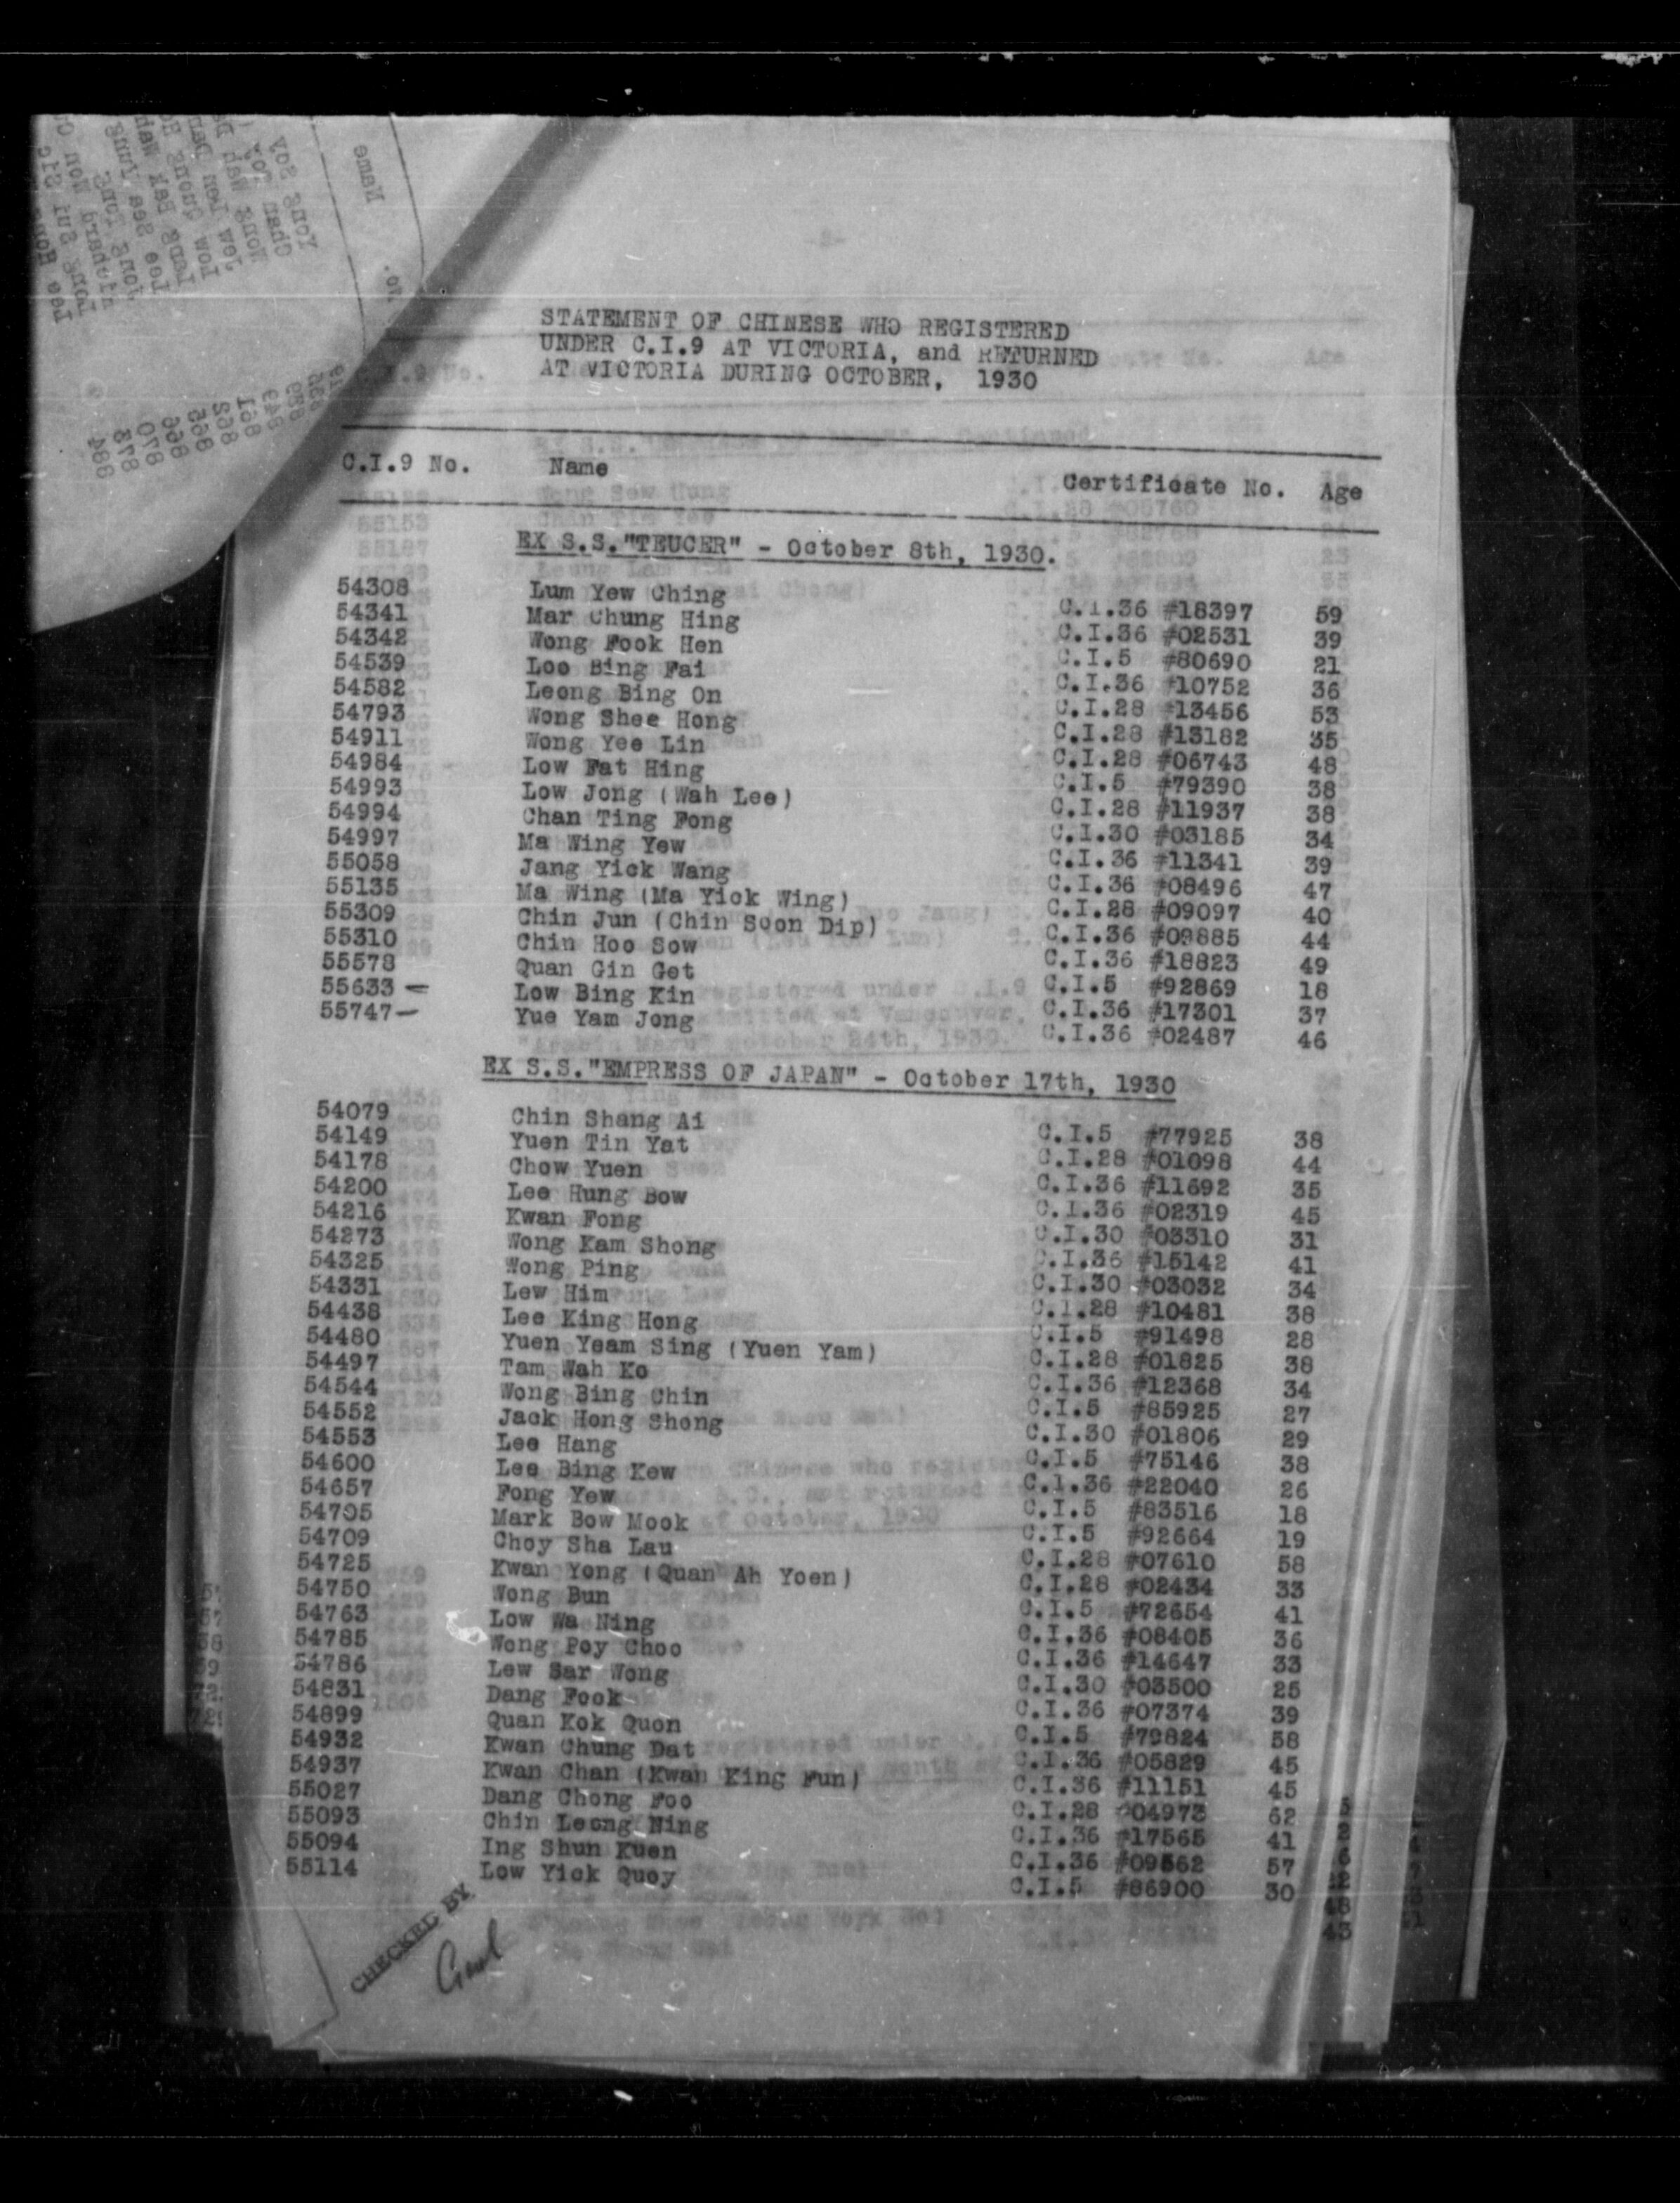 STATEMENT OF CHINESE WHO REGISTERED
UNDER C.I.9 AT VICTORIA, and RETURNED
AT VICTORIA DURING OCTOBER, 1930
C.I.9 No. Name Certificate No. Age
EX S.S."TEUCER" - October 8th, 1930.
54308 Lum Yew Ching C.I.36 #18397 59
54341 Mar Chung Hing C.I.36 #02531 39
54342 Wong Fook Hen C.I.5 #80690 21
54539 Loo Bing Fai C.I.36 #10752 36
54582 Leong Bing On C.I.28 #13456 53
54793 Wong Shee Hong C.I.28 #13182 35
54911 Wong Yee Lin C.I.28 #06743 48
54984 Low Fat Hing C.I.5 #79390 38
54993 Low Jong (Wah Lee) C.I.28 #11937 38
54994 Chan Ting Fong C.I.30 #03185 34
54997 Ma Wing Yew C.I.36 #11341 39
55058 Jang Yick Wang C.I.36 #08496 47
55135 Ma Wing (Ma Yick Wing) C.I.28 #09097 40
55309 Chin Jun (Chin Soon Dip) C.I.36 #09885 44
55310 Chin Hoo Sow C.I.36 #18823 49
55578 Quan Gin Get C.I.5 #92869 18
55633 — Low Bing Kin C.I.36 #17301 37
55747 — Yue Yam Jong C.I.36 #02487 46
EX S.S."EMPRESS OF JAPAN" - October 17th, 1930
54079 Chin Shang Ai C.I.5 #77925 38
54149 Yuen Tin Yat C.I.28 #01098 44
54178 Chow Yuen C.I.36 #11692 35
54200 Lee Hung Bow C.I.36 #02319 45
54216 Kwan Fong C.I.30 #03310 31
54273 Wong Kam Shong C.I.36 #15142 41
54325 Wong Ping C.I.30 #03032 34
54331 Lew Him C.I.28 #10481 38
54438 Lee King Hong C.I.5 #91498 28
54480 Yuen Yeam Sing (Yuen Yam) C.I.28 #01825 38
54497 Tam Wah Ko C.I.36 #12368 34
54544 Wong Bing Chin C.I.5 #85925 27
54552 Jack Hong Shong C.I.30 #01806 29
54553 Lee Hang C.I.5 #75146 38
54600 Lee Bing Kew C.I.36 #22040 26
54657 Fong Yew C.I.5 #83516 18
54705 Mark Bow Mook C.I.5 #92664 19
54709 Choy Sha Lau C.I.28 #07610 58
54725 Kwan Yong (Quan Ah Yoen) C.I.28 #02434 33
54750 Wong Bun C.I.5 #72654 41
54763 Low Wa Ning C.I.36 #08405 36
54785 Wong Poy Choo C.I.36 #14647 33
54786 Lew Sar Wong C.I.30 #03500 25
54831 Dang Fook C.I.36 #07374 39
54899 Quan Kok Quon C.I.5 #79824 58
54932 Kwan Chung Dat C.I.36 #05829 45
54937 Kwan Chan (Kwan King Fun) C.I.36 #11151 45
55027 Dang Chong Foo C.I.28 #04973 62
55093 Chin Leong Ning C.I.36 #17565 41
55094 Ing Shun Kuen C.I.36 57
55114 Low Yick Quoy C.I.5 #86900 30
CHECKED BY